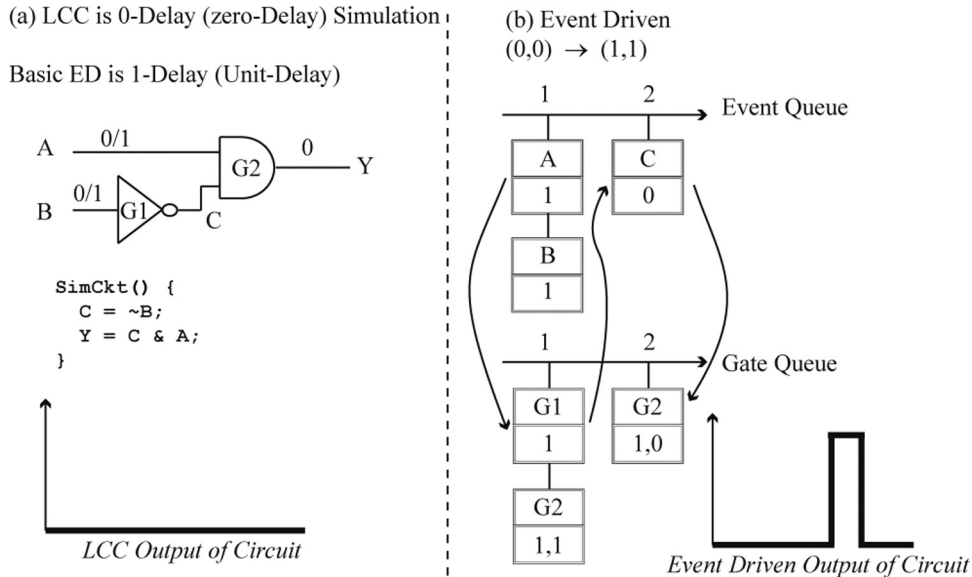 (a) LCC is 0-Delay (zero-Delay) Simulation
Basic ED is 1-Delay (Unit-Delay)
A
0/1
G2
0
Y
B
0/1
G1
C
SimCkt() {
C = ~B;
Y = C & A;
}
LCC Output of Circuit
(b) Event Driven
(0,0) → (1,1)
1
2
Event Queue
A
1
C
0
B
1
1
2
Gate Queue
G1
1
G2
1,0
G2
1,1
Event Driven Output of Circuit